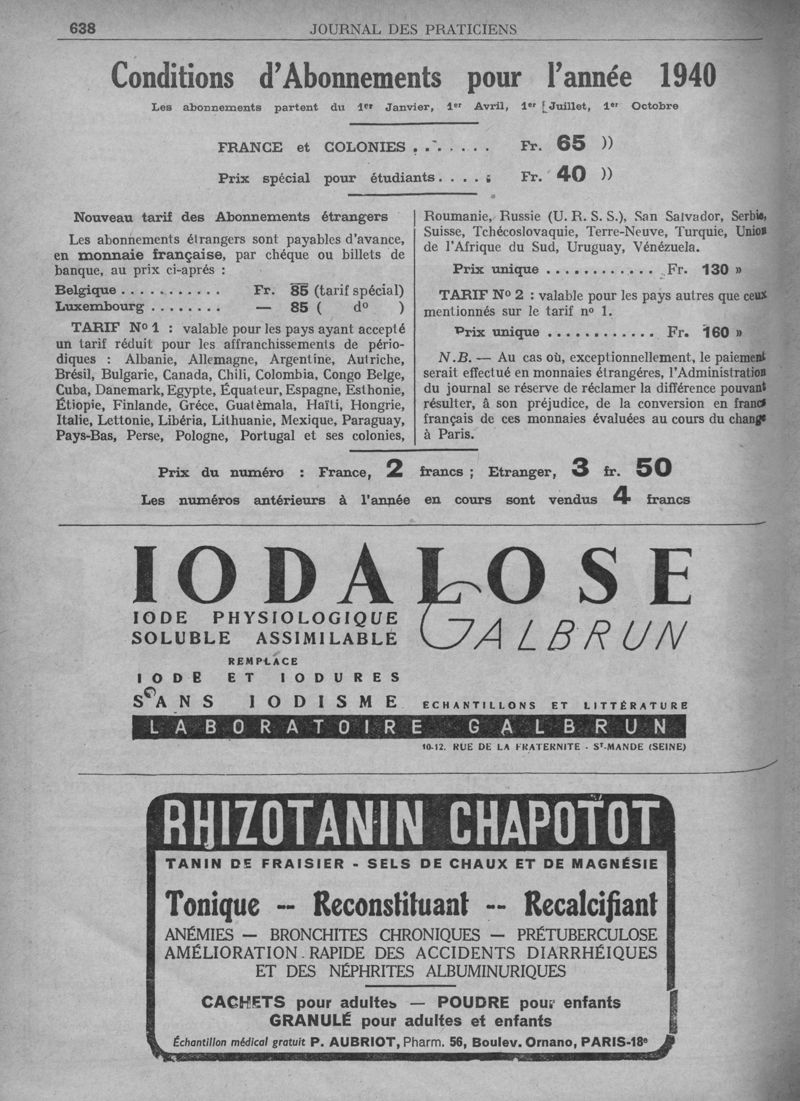 638
JOURNAL DES PRATICIENS
Conditions d'Abonnements pour l'année 1940
Les abonnements partent du 1er Janvier, 1er Avril, 1er [Juillet, 1er Octobre
FRANCE et COLONIES . . . . . . . Fr. 65 ))
Prix spécial pour étudiants . . . . ; Fr. 40 ))
Nouveau tarif des Abonnements étrangers
Les abonnements étrangers sont payables d'avance,
en monnaie française, par chéque ou billets de
banque, au prix ci-aprés :
Belgique . . . . . . . . . . . Fr. 85 (tarif spécial)
Luxembourg . . . . . . . . — 85 ( do )
TARIF No 1 : valable pour les pays ayant accepté
un tarif réduit pour les affranchissements de pério-
diques : Albanie, Allemagne, Argentine, Autriche,
Brésil, Bulgarie, Canada, Chili, Colombia, Congo Belge,
Cuba, Danemark, Egypte, Équateur, Espagne, Esthonie,
Étiopie, Finlande, Gréce, Guatèmala, Haïti, Hongrie,
Italie, Lettonie, Libéria, Lithuanie, Mexique, Paraguay,
Pays-Bas, Perse, Pologne, Portugal et ses colonies,
Roumanie, Russie (U. R. S. S.), San Salvador, Serbie,
Suisse, Tchécoslovaquie, Terre-Neuve, Turquie, Union
de l'Afrique du Sud, Uruguay, Vénézuela.
Prix unique . . . . . . . . . . . . Fr. 130 »
TARIF No 2 : valable pour les pays autres que ceux
mentionnés sur le tarif no 1.
Prix unique . . . . . . . . . . . . Fr. 160 »
N.B. — Au cas où, exceptionnellement, le paiement
serait effectué en monnaies étrangéres, l'Administration
du journal se réserve de réclamer la différence pouvant
résulter, â son préjudice, de la conversion en francs
français de ces monnaies évaluées au cours du change
à Paris.
Prix du numéro : France, 2 francs ; Etranger, 3 fr. 50
Les numéros antérieurs à l'année en cours sont vendus 4 francs
IODALOSE
IODE PHYSIOLOGIQUE
SOLUBLE ASSIMILABLE
GALBRUN
REMPLACE
IODE ET IODURES
SANS IODISME
ECHANTILLONS ET LITTÉRATURE
LABORATOIRE GALBRUN
10-12, RUE DE LA FRATERNITE - ST-MANDE (SEINE)
RHIZOTANIN CHAPOTOT
TANIN DE FRAISIER - SELS DE CHAUX ET DE MAGNÉSIE
Tonique -- Reconstituant -- Recalcifiant
ANÉMIES — BRONCHITES CHRONIQUES — PRÉTUBERCULOSE
AMÉLIORATION RAPIDE DES ACCIDENTS DIARRHÉIQUES
ET DES NÉPHRITES ALBUMINURIQUES
CACHETS pour adultes — POUDRE pour enfants
GRANULÉ pour adultes et enfants
Échantillon médical gratuit P. AUBRIOT, Pharm. 56, Boulev. Ornano, PARIS-18e